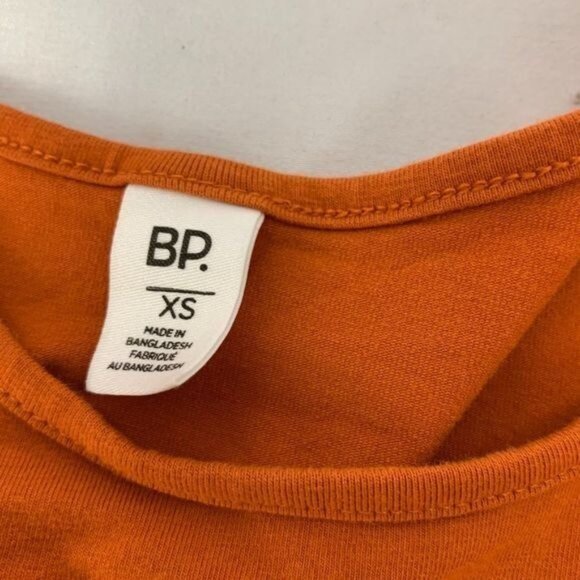 BP.
XS
MADE IN
BANGLADESH
FABRIQUÉ
AU BANGLADESH